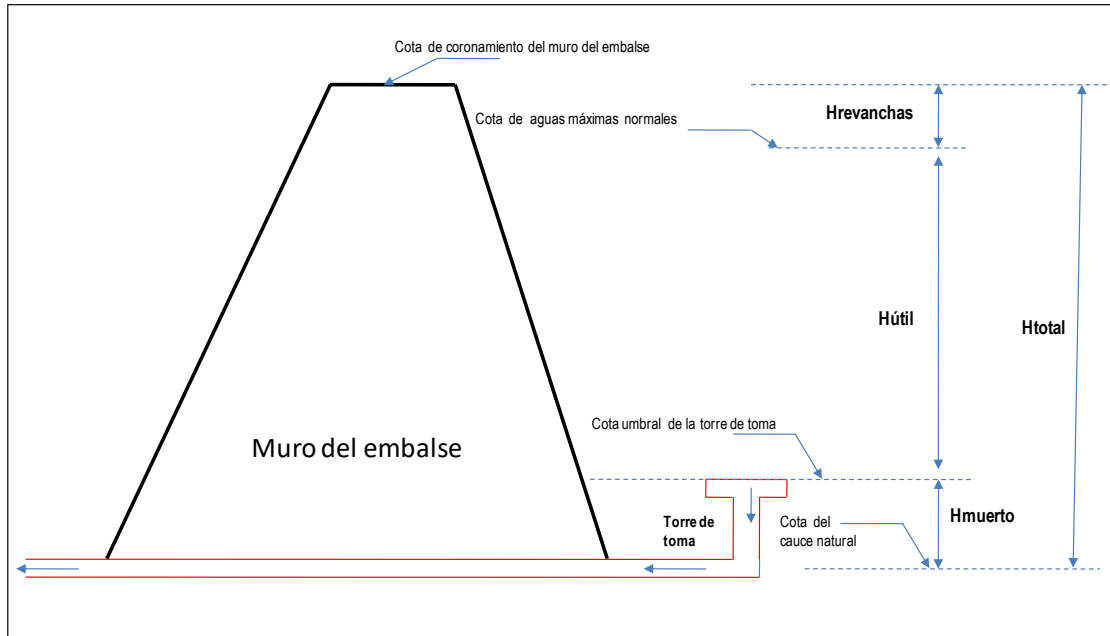 Cota de coronamiento del muro del embalse
Hrevanchas
Cota de aguas máximas normales
Hútil
Htotal
Cota umbral de la torre de toma
Muro del embalse
Hmuerto
Torre de
toma
Cota del
cauce natural